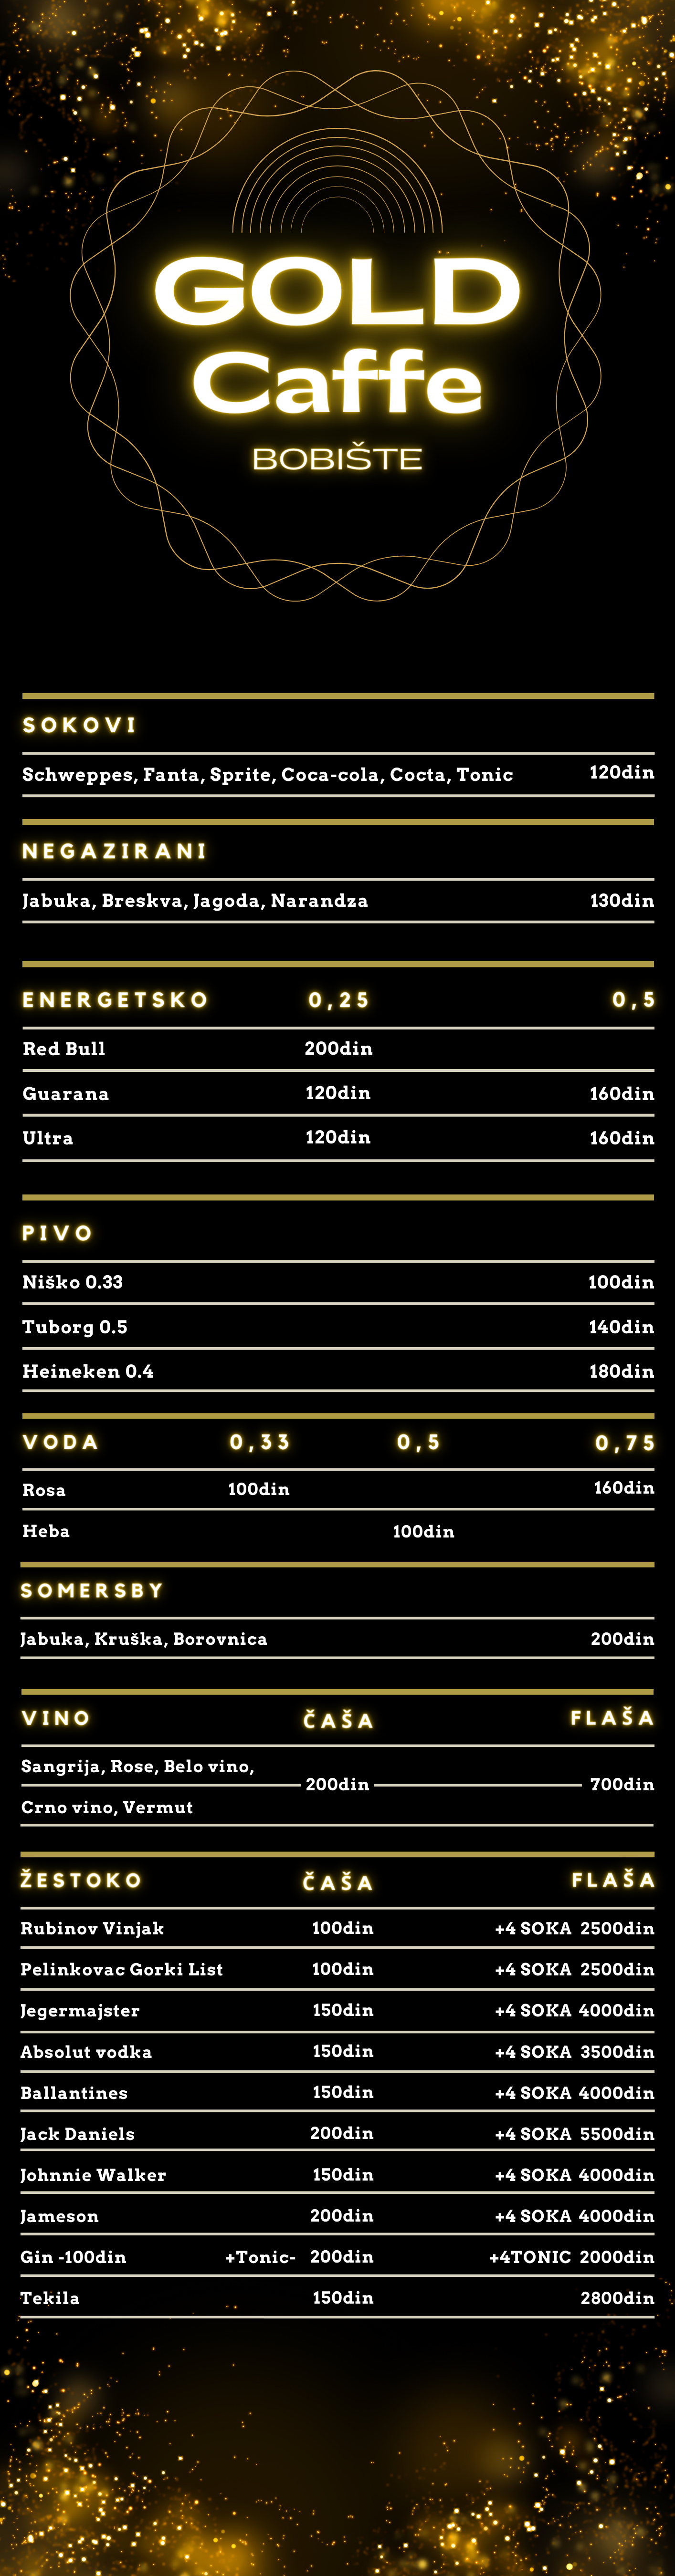 GOLD
Caffe
BOBIŠTE
SOKOVI
Schweppes, Fanta, Sprite, Coca-cola, Cocta, Tonic 120din
NEGAZIRANI
Jabuka, Breskva, Jagoda, Narandza 130din
ENERGETSKO 0,25 0,5
Red Bull 200din
Guarana 120din 160din
Ultra 120din 160din
PIVO
Niško 0.33 100din
Tuborg 0.5 140din
Heineken 0.4 180din
VODA 0,33 0,5 0,75
Rosa 100din 160din
Heba 100din
SOMERSBY
Jabuka, Kruška, Borovnica 200din
VINO ČAŠA FLAŠA
Sangrija, Rose, Belo vino,
200din 700din
Crno vino, Vermut
ŽESTOKO ČAŠA FLAŠA
Rubinov Vinjak 100din +4 SOKA 2500din
Pelinkovac Gorki List 100din +4 SOKA 2500din
Jegermajster 150din +4 SOKA 4000din
Absolut vodka 150din +4 SOKA 3500din
Ballantines 150din +4 SOKA 4000din
Jack Daniels 200din +4 SOKA 5500din
Johnnie Walker 150din +4 SOKA 4000din
Jameson 200din +4 SOKA 4000din
Gin -100din +Tonic- 200din +4TONIC 2000din
Tekila 150din 2800din